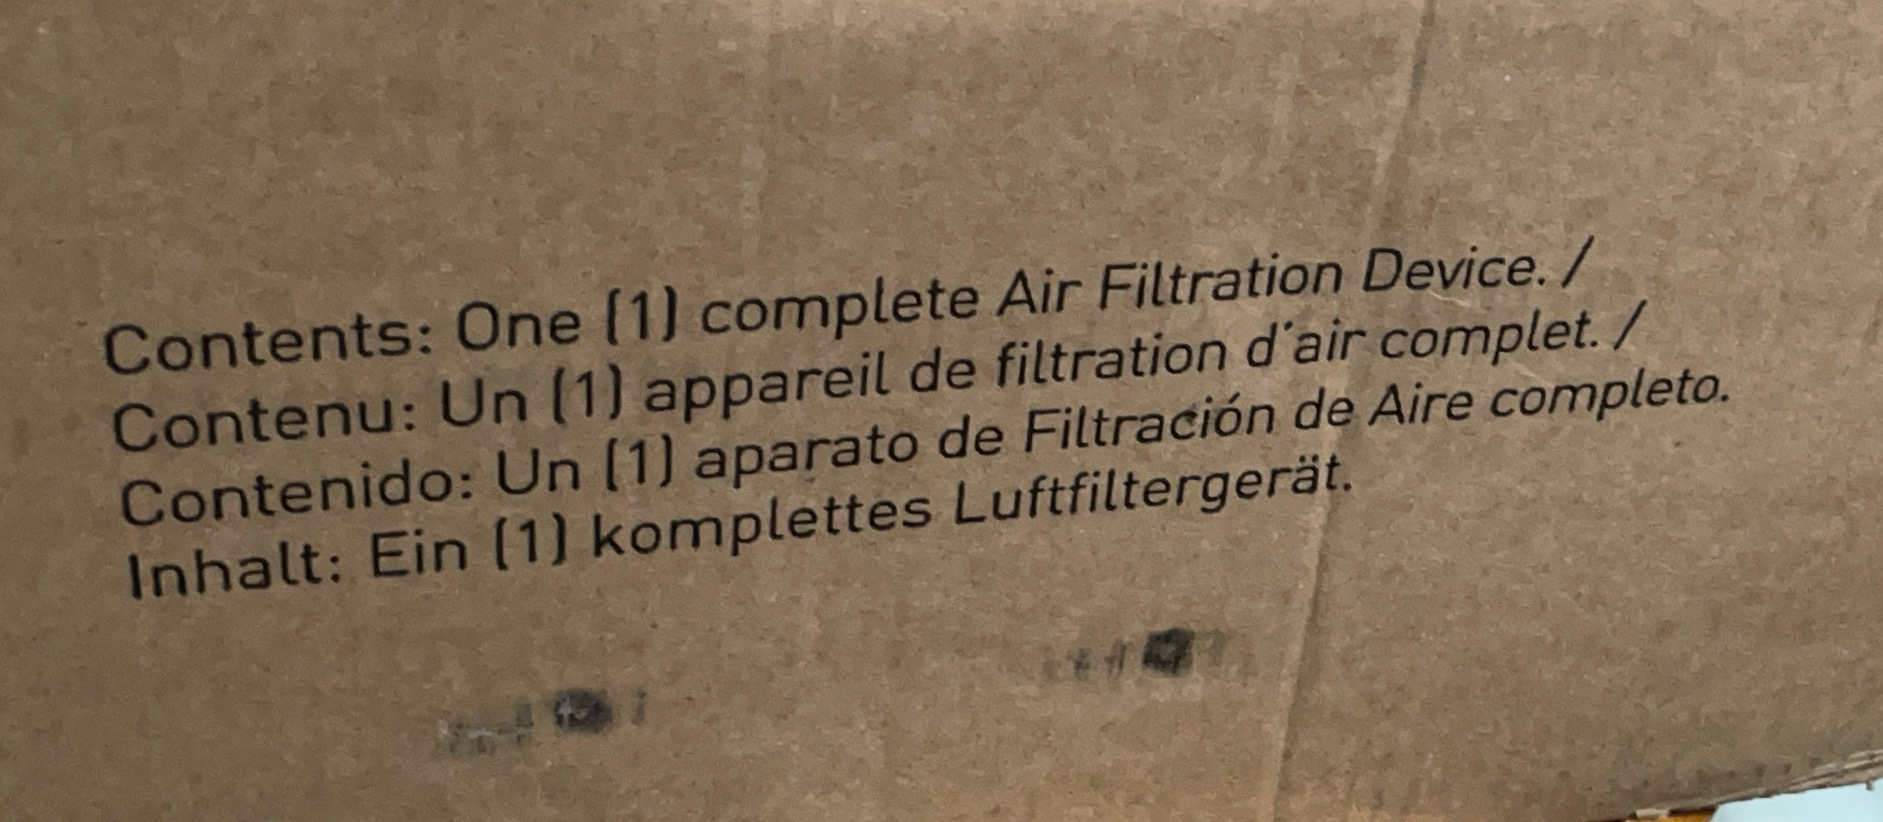 Contents: One (1) complete Air Filtration Device. /
Contenu: Un (1) appareil de filtration d'air complet. /
Contenido: Un (1) aparato de Filtración de Aire completo.
Inhalt: Ein (1) komplettes Luftfiltergerät.